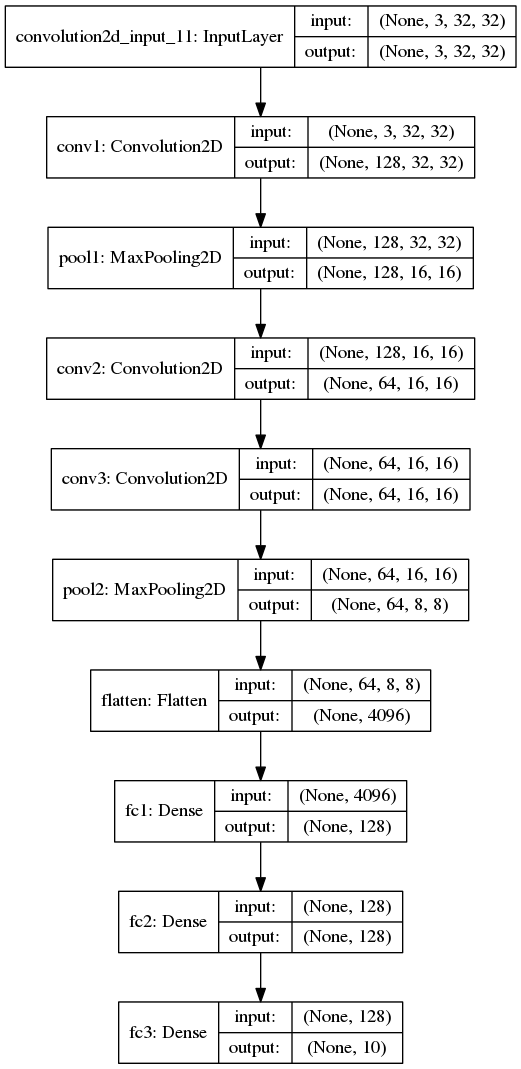 convolution2d_input_11: InputLayer
input: (None, 3, 32, 32)
output: (None, 3, 32, 32)
conv1: Convolution2D
input: (None, 3, 32, 32)
output: (None, 128, 32, 32)
pool1: MaxPooling2D
input: (None, 128, 32, 32)
output: (None, 128, 16, 16)
conv2: Convolution2D
input: (None, 128, 16, 16)
output: (None, 64, 16, 16)
conv3: Convolution2D
input: (None, 64, 16, 16)
output: (None, 64, 16, 16)
pool2: MaxPooling2D
input: (None, 64, 16, 16)
output: (None, 64, 8, 8)
flatten: Flatten
input: (None, 64, 8, 8)
output: (None, 4096)
fc1: Dense
input: (None, 4096)
output: (None, 128)
fc2: Dense
input: (None, 128)
output: (None, 128)
fc3: Dense
input: (None, 128)
output: (None, 10)